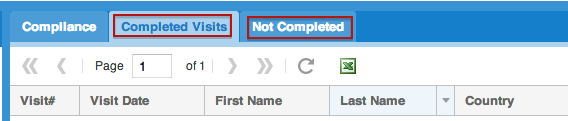 Compliance Completed Visits Not Completed
Page 1 of 1
Visit# Visit Date First Name Last Name Country